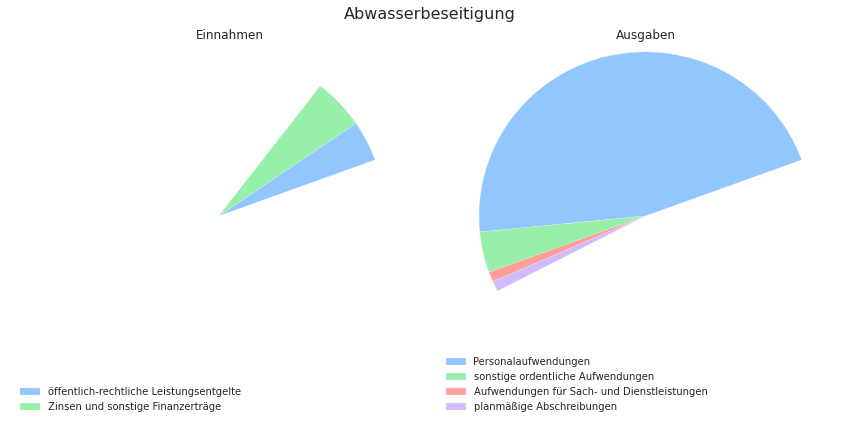 Abwasserbeseitigung
Einnahmen
Ausgaben
öffentlich-rechtliche Leistungsentgelte
Zinsen und sonstige Finanzerträge
Personalaufwendungen
sonstige ordentliche Aufwendungen
Aufwendungen für Sach- und Dienstleistungen
planmäßige Abschreibungen